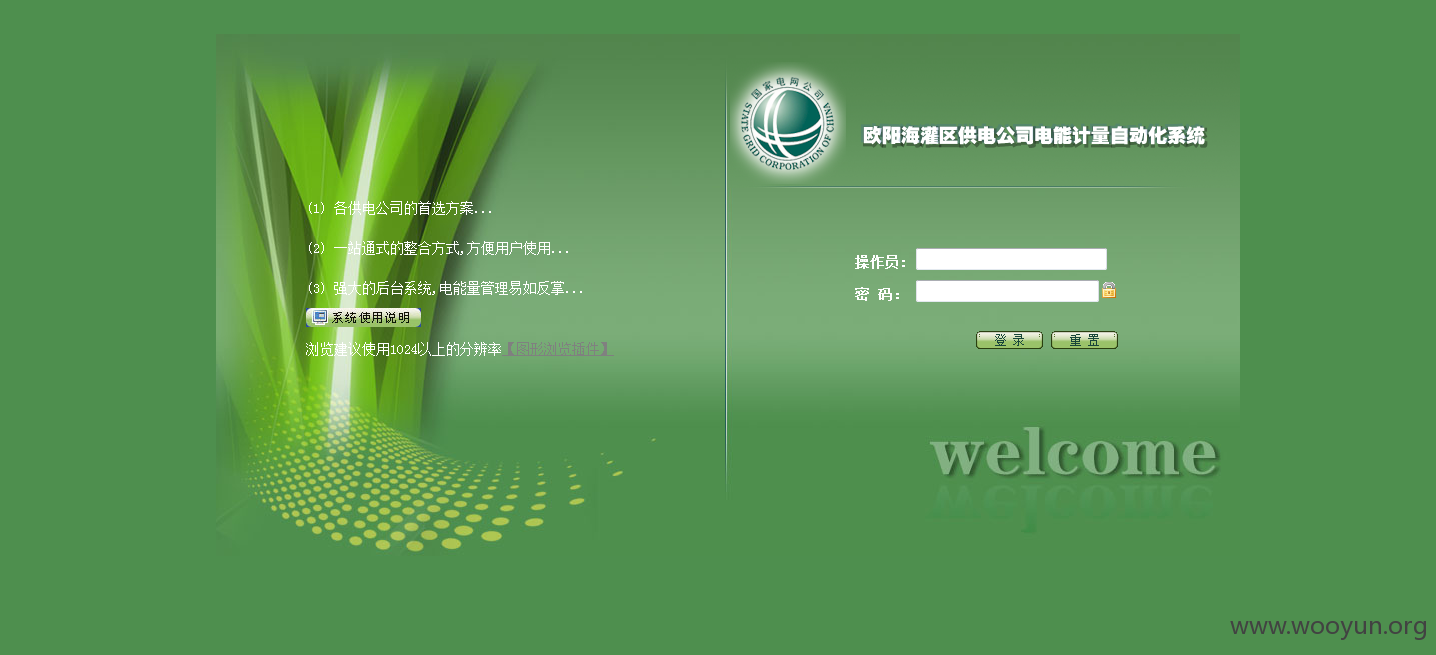 国家电网公司
STATE GRID CORPORATION OF CHINA
欧阳海灌区供电公司电能计量自动化系统
(1) 各供电公司的首选方案...
(2) 一站通式的整合方式,方便用户使用...
(3) 强大的后台系统,电能量管理易如反掌...
系统使用说明
浏览建议使用1024以上的分辨率【图形浏览插件】
操作员：
密 码：
登 录 重 置
welcome
www.wooyun.org